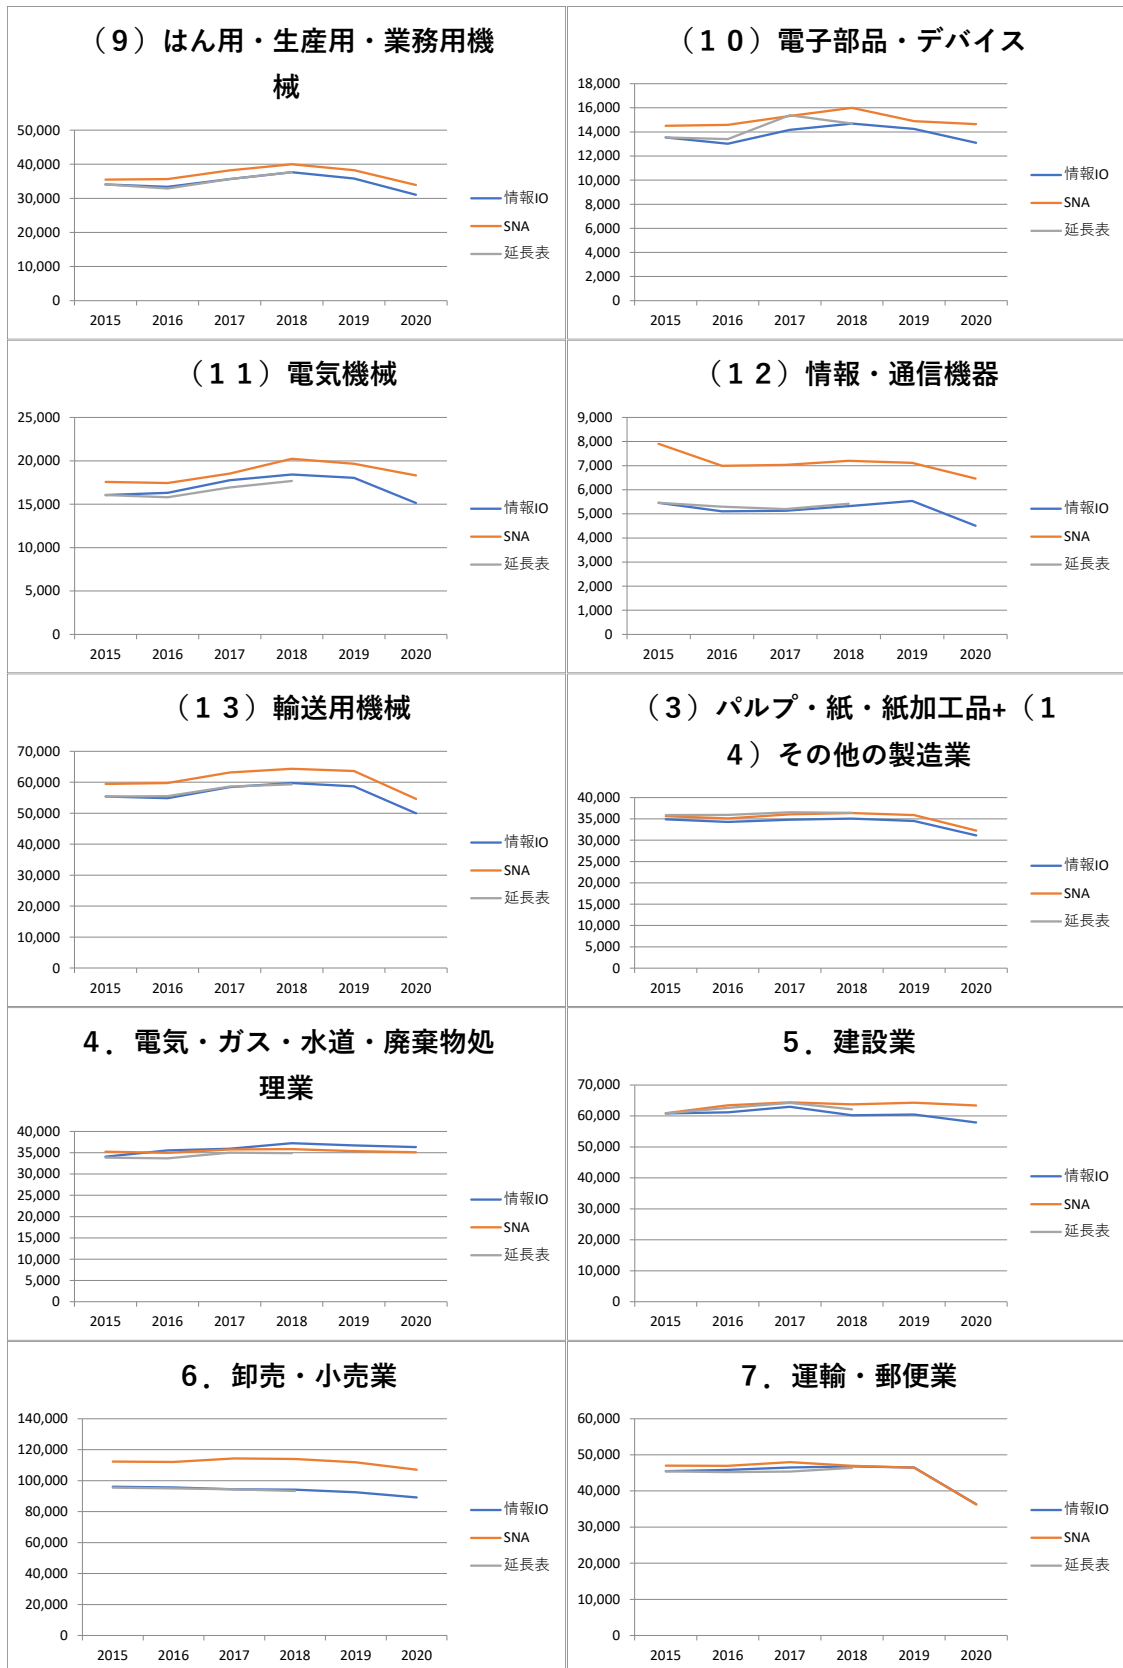 （９）はん用・生産用・業務用機
械
50,000
40,000
30,000
20,000
10,000
0
2015 2016 2017 2018 2019 2020
情報IO
SNA
延長表
（１０）電子部品・デバイス
18,000
16,000
14,000
12,000
10,000
8,000
6,000
4,000
2,000
0
2015 2016 2017 2018 2019 2020
情報IO
SNA
延長表
（１１）電気機械
25,000
20,000
15,000
10,000
5,000
0
2015 2016 2017 2018 2019 2020
情報IO
SNA
延長表
（１２）情報・通信機器
9,000
8,000
7,000
6,000
5,000
4,000
3,000
2,000
1,000
0
2015 2016 2017 2018 2019 2020
情報IO
SNA
延長表
（１３）輸送用機械
70,000
60,000
50,000
40,000
30,000
20,000
10,000
0
2015 2016 2017 2018 2019 2020
情報IO
SNA
延長表
（３）パルプ・紙・紙加工品+（１
４）その他の製造業
40,000
35,000
30,000
25,000
20,000
15,000
10,000
5,000
0
2015 2016 2017 2018 2019 2020
情報IO
SNA
延長表
４．電気・ガス・水道・廃棄物処
理業
40,000
35,000
30,000
25,000
20,000
15,000
10,000
5,000
0
2015 2016 2017 2018 2019 2020
情報IO
SNA
延長表
５．建設業
70,000
60,000
50,000
40,000
30,000
20,000
10,000
0
2015 2016 2017 2018 2019 2020
情報IO
SNA
延長表
６．卸売・小売業
140,000
120,000
100,000
80,000
60,000
40,000
20,000
0
2015 2016 2017 2018 2019 2020
情報IO
SNA
延長表
７．運輸・郵便業
60,000
50,000
40,000
30,000
20,000
10,000
0
2015 2016 2017 2018 2019 2020
情報IO
SNA
延長表